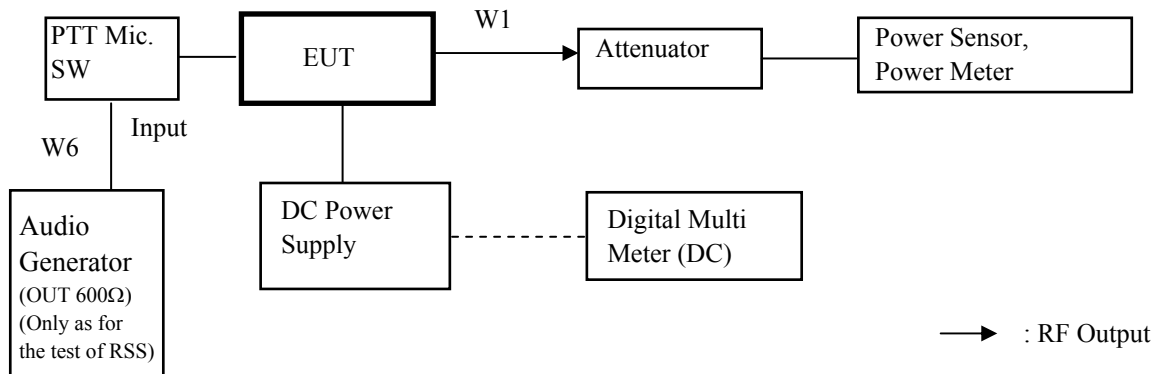 W1
PTT Mic.
SW
EUT
Attenuator
Power Sensor,
Power Meter
Input
W6
Audio
Generator
(OUT 600Ω)
(Only as for
the test of RSS)
DC Power
Supply
Digital Multi
Meter (DC)
: RF Output